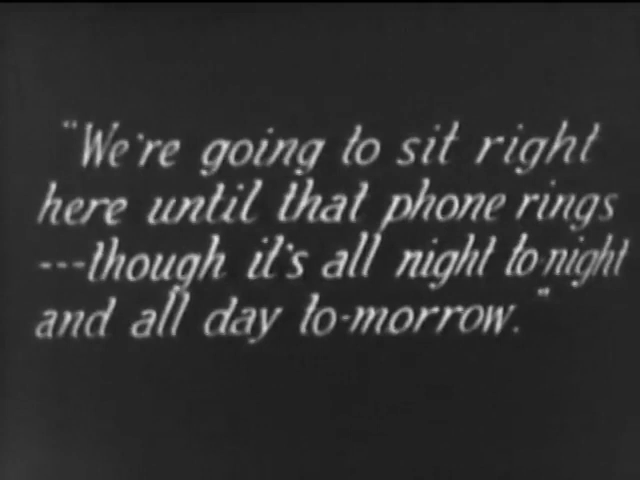 "We're going to sit right
here until that phone rings
---though it's all night to-night
and all day to-morrow."